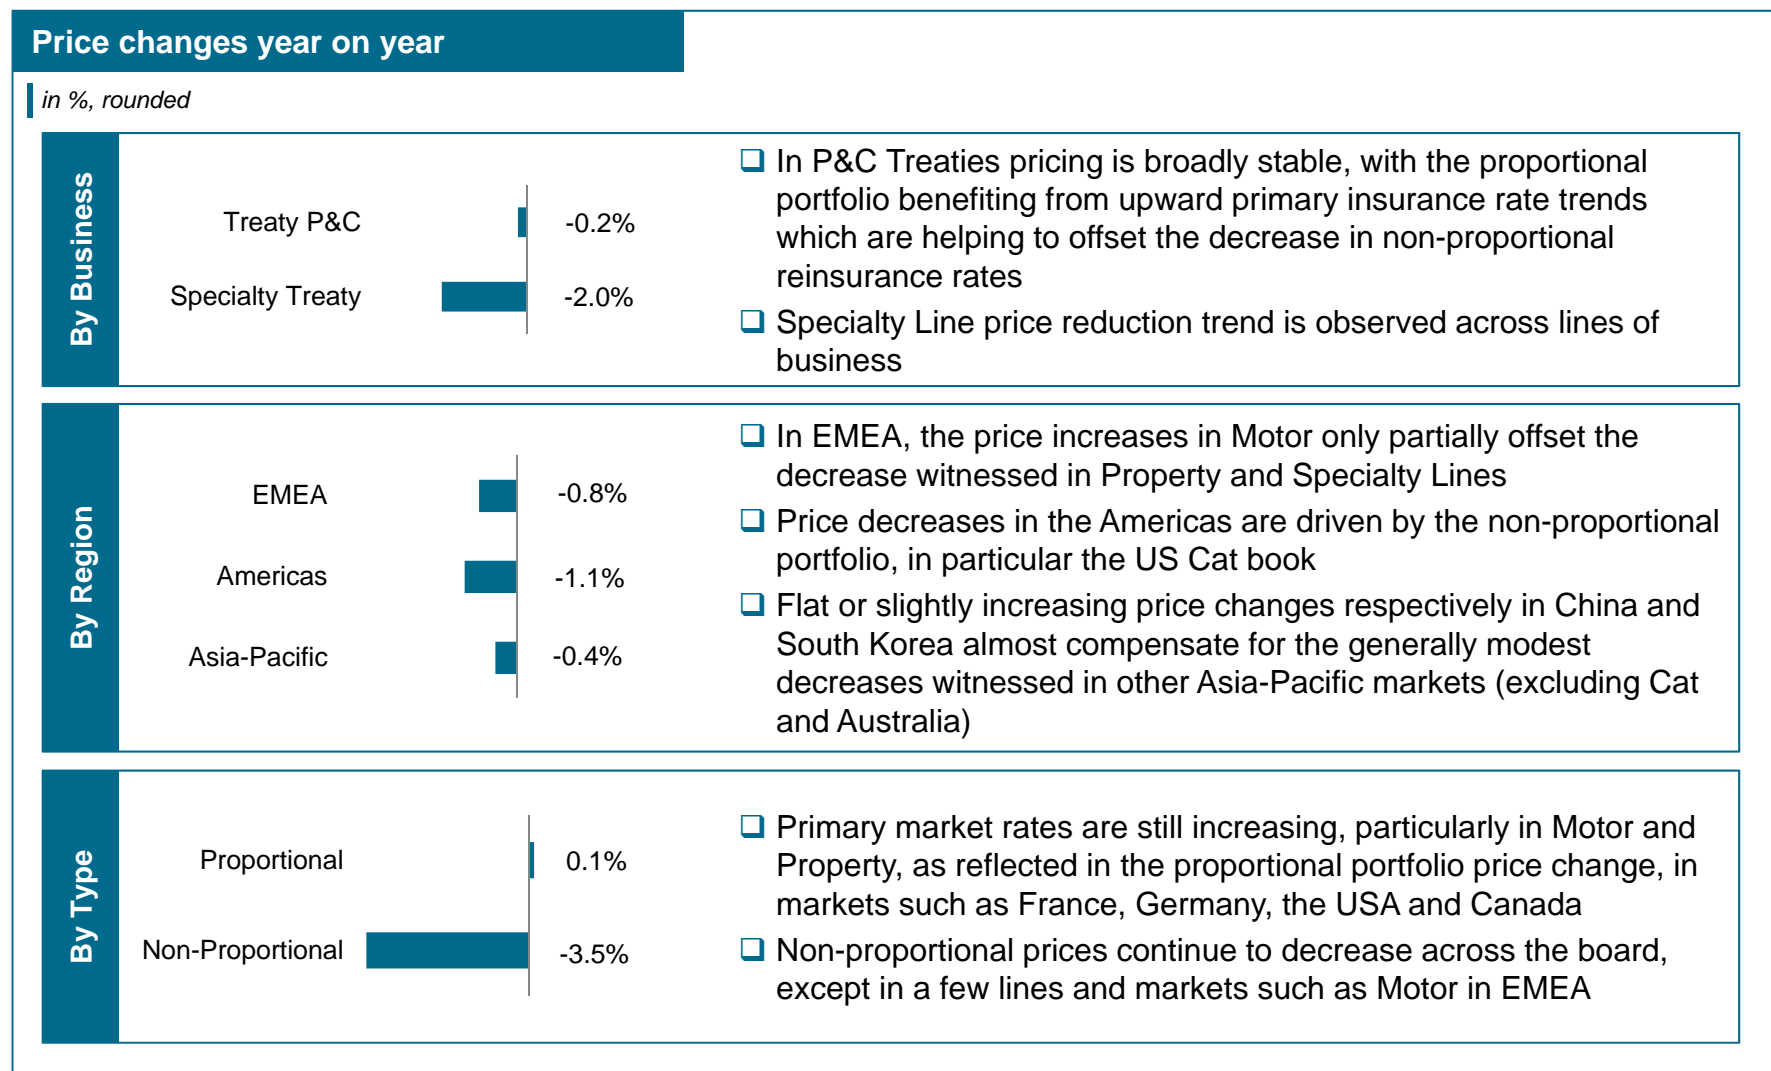 Price changes year on year
in %, rounded
By Business
Treaty P&C -0.2%
Specialty Treaty -2.0%
❑ In P&C Treaties pricing is broadly stable, with the proportional
portfolio benefiting from upward primary insurance rate trends
which are helping to offset the decrease in non-proportional
reinsurance rates
❑ Specialty Line price reduction trend is observed across lines of
business
By Region
EMEA -0.8%
Americas -1.1%
Asia-Pacific -0.4%
❑ In EMEA, the price increases in Motor only partially offset the
decrease witnessed in Property and Specialty Lines
❑ Price decreases in the Americas are driven by the non-proportional
portfolio, in particular the US Cat book
❑ Flat or slightly increasing price changes respectively in China and
South Korea almost compensate for the generally modest
decreases witnessed in other Asia-Pacific markets (excluding Cat
and Australia)
By Type
Proportional 0.1%
Non-Proportional -3.5%
❑ Primary market rates are still increasing, particularly in Motor and
Property, as reflected in the proportional portfolio price change, in
markets such as France, Germany, the USA and Canada
❑ Non-proportional prices continue to decrease across the board,
except in a few lines and markets such as Motor in EMEA